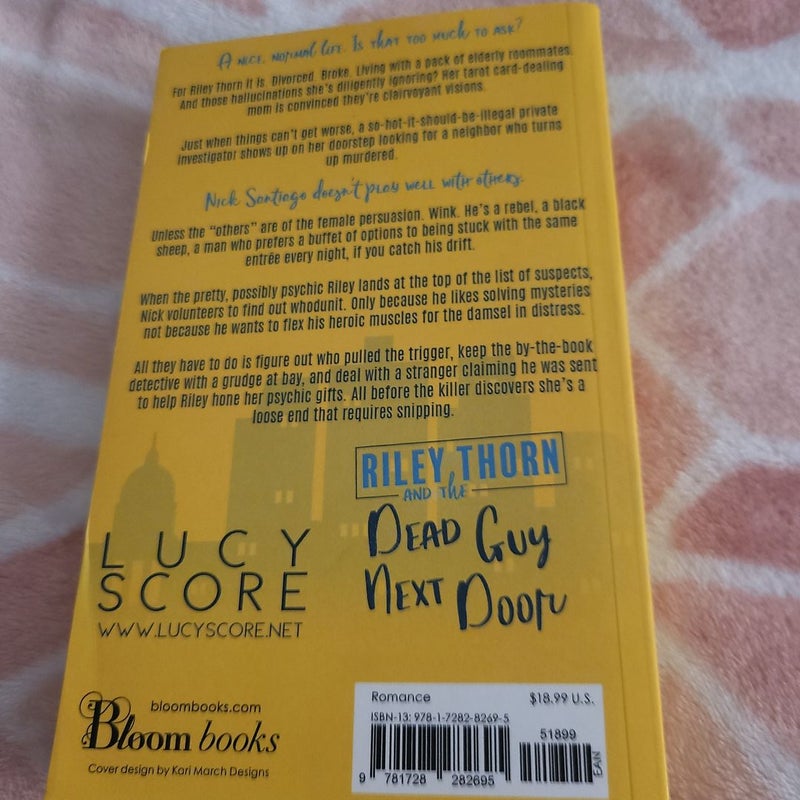 A nice, normal life. Is that too much to ask?
For Riley Thorn it is. Divorced. Broke. Living with a pack of elderly roommates.
And those hallucinations she's diligently ignoring? Her tarot card-dealing
mom is convinced they're clairvoyant visions.
Just when things can't get worse, a so-hot-it-should-be-illegal private
investigator shows up on her doorstep looking for a neighbor who turns
up murdered.
Nick Santiago doesn't play well with others.
Unless the "others" are of the female persuasion. Wink. He's a rebel, a black
sheep, a man who prefers a buffet of options to being stuck with the same
entrée every night, if you catch his drift.
When the pretty, possibly psychic Riley lands at the top of the list of suspects,
Nick volunteers to find out whodunit. Only because he likes solving mysteries
not because he wants to flex his heroic muscles for the damsel in distress.
All they have to do is figure out who pulled the trigger, keep the by-the-book
detective with a grudge at bay, and deal with a stranger claiming he was sent
to help Riley hone her psychic gifts. All before the killer discovers she's a
loose end that requires snipping.
RILEY THORN
AND THE
DEAD GUY
NEXT DOOR
LUCY
SCORE
WWW.LUCYSCORE.NET
bloombooks.com
Bloom books
Cover design by Kari March Designs
Romance $18.99 U.S.
ISBN-13: 978-1-7282-8269-5
51899
EAN
9 781728 282695